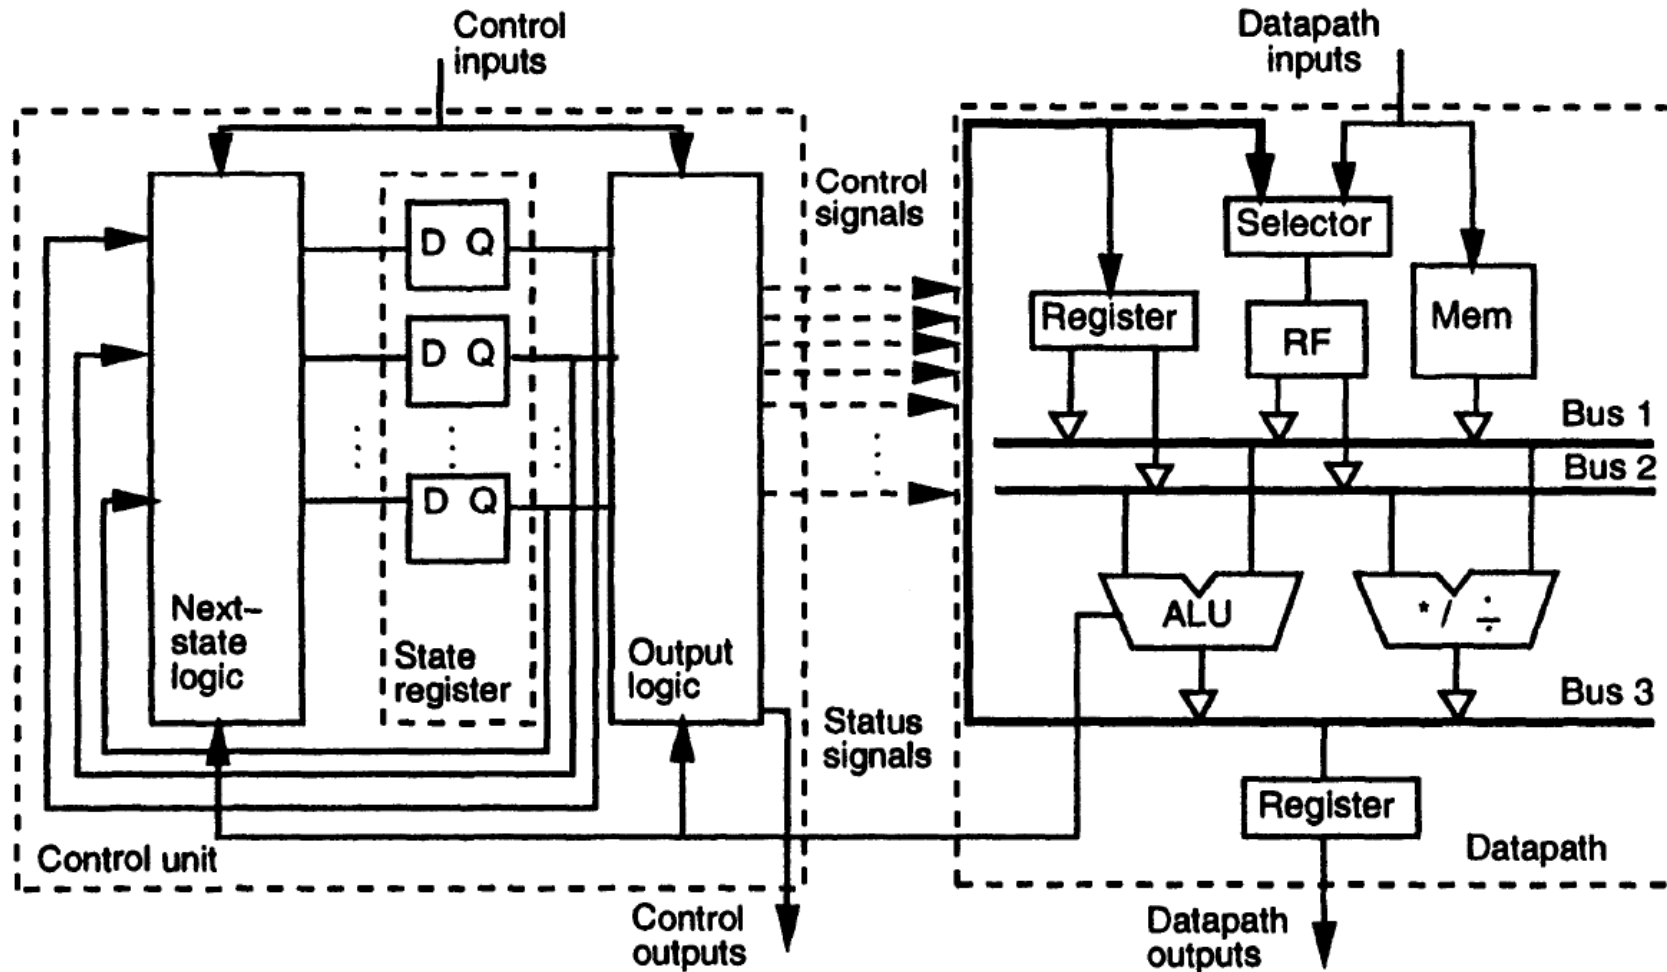 Control
inputs
Datapath
inputs
Control
signals
Selector
D Q
Register
RF
Mem
D Q
Bus 1
Bus 2
D Q
Next-
state
logic
State
register
Output
logic
ALU
* / ÷
Bus 3
Status
signals
Register
Control unit
Datapath
Control
outputs
Datapath
outputs